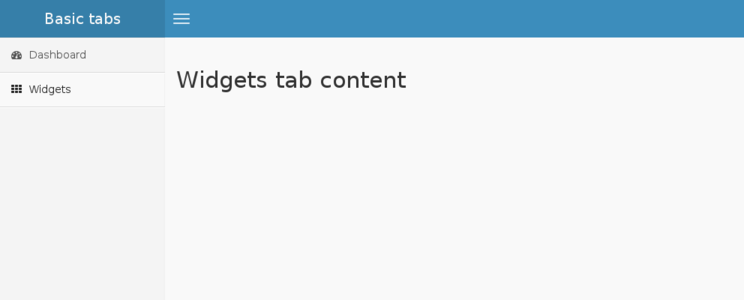 Basic tabs
Dashboard
Widgets
Widgets tab content